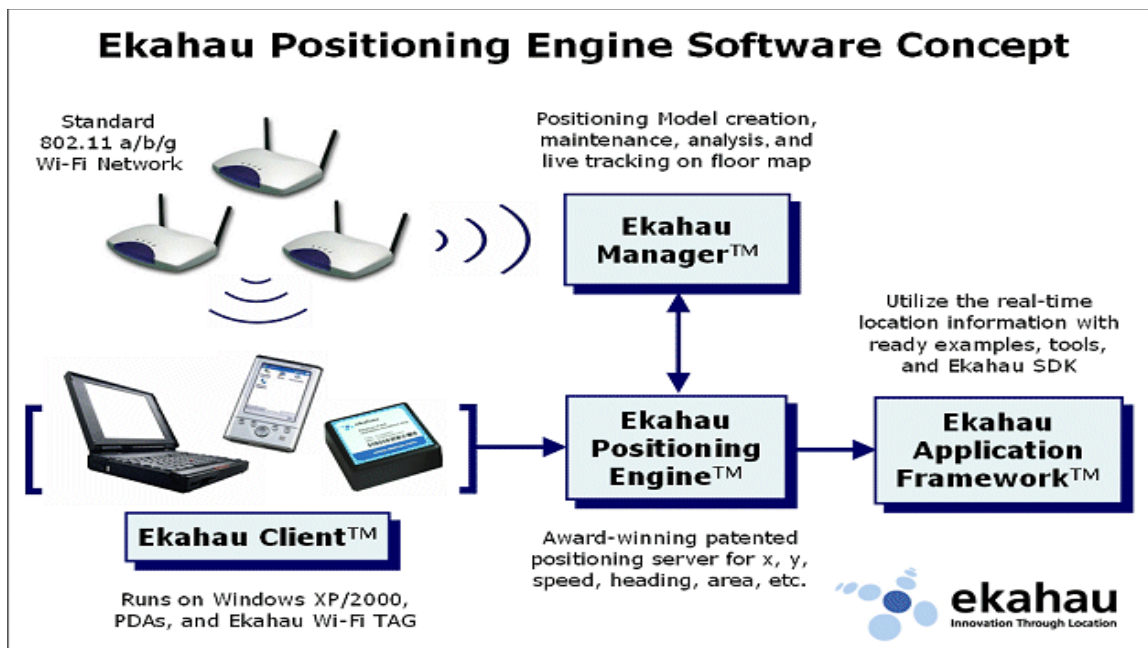 Ekahau Positioning Engine Software Concept
Standard
802.11 a/b/g
Wi-Fi Network
Positioning Model creation,
maintenance, analysis, and
live tracking on floor map
Ekahau
Manager™
Utilize the real-time
location information with
ready examples, tools,
and Ekahau SDK
ekahau
Ekahau
Positioning
Engine™
Ekahau
Application
Framework™
Ekahau Client™
Award-winning patented
positioning server for x, y,
speed, heading, area, etc.
Runs on Windows XP/2000,
PDAs, and Ekahau Wi-Fi TAG
ekahau
Innovation Through Location